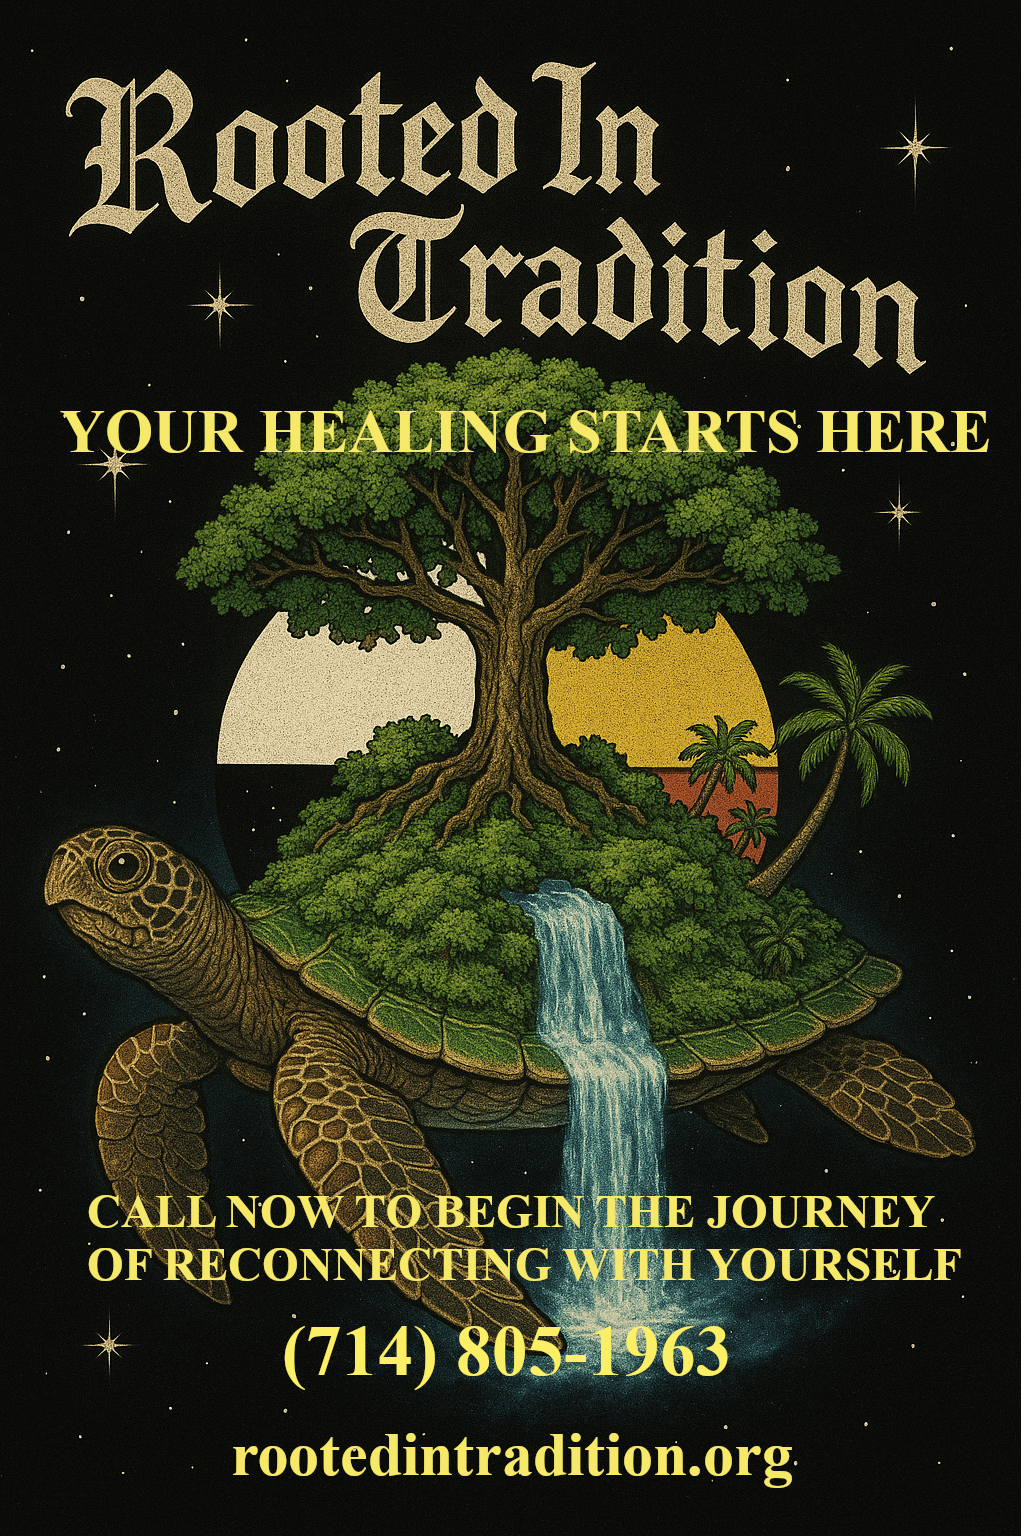 Rooted In
Tradition
YOUR HEALING STARTS HERE
CALL NOW TO BEGIN THE JOURNEY
OF RECONNECTING WITH YOURSELF
(714) 805-1963
rootedintradition.org